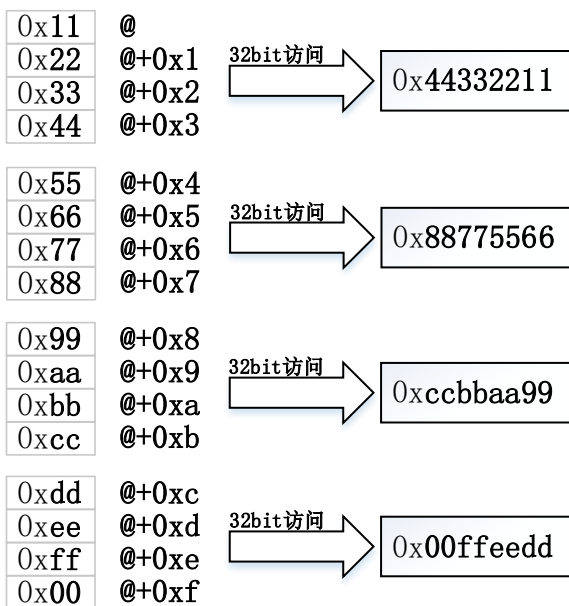 0x11 @
0x22 @+0x1
0x33 @+0x2
0x44 @+0x3
32bit访问
0x44332211
0x55 @+0x4
0x66 @+0x5
0x77 @+0x6
0x88 @+0x7
32bit访问
0x88775566
0x99 @+0x8
0xaa @+0x9
0xbb @+0xa
0xcc @+0xb
32bit访问
0xccbbaa99
0xdd @+0xc
0xee @+0xd
0xff @+0xe
0x00 @+0xf
32bit访问
0x00ffeedd